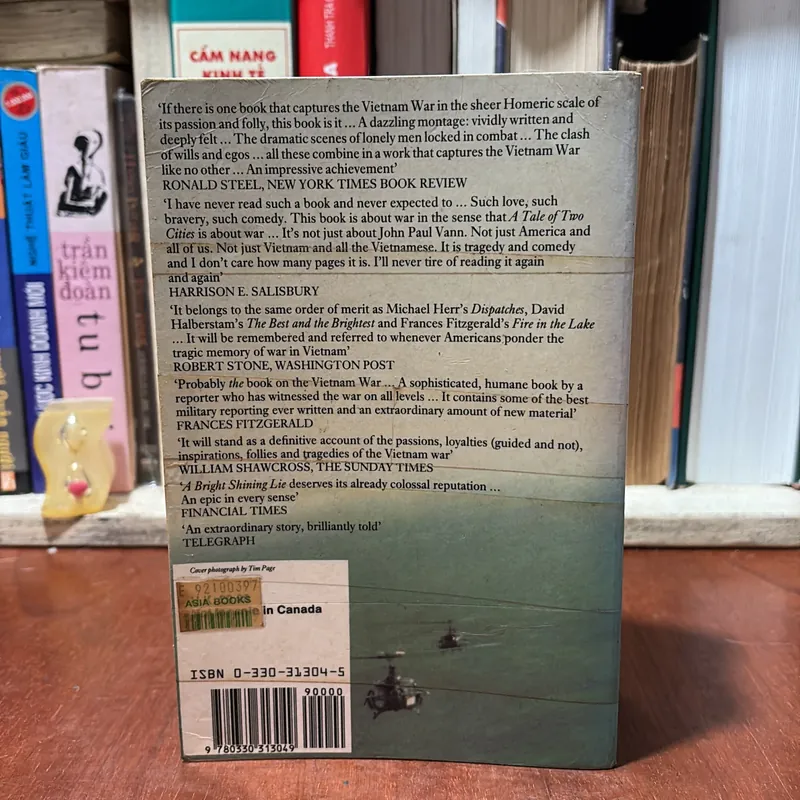 CẨM NANG
KINH TẾ
THANH TRA
NGHỆ THUẬT LÀM GIÀU
KINH DOANH MỚI
trần
kiêm
đoàn
tu b
'If there is one book that captures the Vietnam War in the sheer Homeric scale of
its passion and folly, this book is it ... A dazzling montage: vividly written and
deeply felt ... The dramatic scenes of lonely men locked in combat ... The clash
of wills and egos ... all these combine in a work that captures the Vietnam War
like no other ... An impressive achievement'
RONALD STEEL, NEW YORK TIMES BOOK REVIEW
'I have never read such a book and never expected to ... Such love, such
bravery, such comedy. This book is about war in the sense that A Tale of Two
Cities is about war ... It's not just about John Paul Vann. Not just America and
all of us. Not just Vietnam and all the Vietnamese. It is tragedy and comedy
and I don't care how many pages it is. I'll never tire of reading it again
and again'
HARRISON E. SALISBURY
'It belongs to the same order of merit as Michael Herr's Dispatches, David
Halberstam's The Best and the Brightest and Frances Fitzgerald's Fire in the Lake
... It will be remembered and referred to whenever Americans ponder the
tragic memory of war in Vietnam'
ROBERT STONE, WASHINGTON POST
'Probably the book on the Vietnam War ... A sophisticated, humane book by a
reporter who has witnessed the war on all levels ... It contains some of the best
military reporting ever written and an extraordinary amount of new material'
FRANCES FITZGERALD
'It will stand as a definitive account of the passions, loyalties (guided and not),
inspirations, follies and tragedies of the Vietnam war'
WILLIAM SHAWCROSS, THE SUNDAY TIMES
'A Bright Shining Lie deserves its already colossal reputation ...
An epic in every sense'
FINANCIAL TIMES
'An extraordinary story, brilliantly told'
TELEGRAPH
Cover photograph by Tim Page
E 92100397
ASIA BOOKS
in Canada
ISBN 0-330-31304-5
90000
9 780330 313049